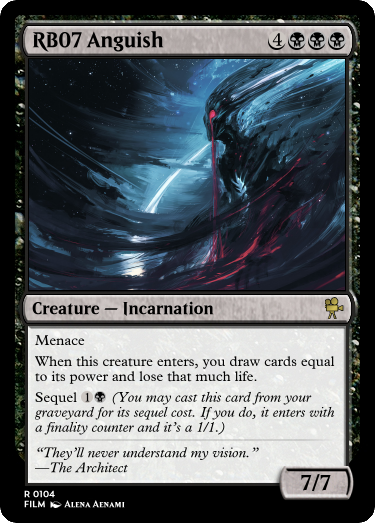 RB07 Anguish 4
Creature — Incarnation
Menace
When this creature enters, you draw cards equal
to its power and lose that much life.
Sequel 1 (You may cast this card from your
graveyard for its sequel cost. If you do, it enters with
a finality counter and it's a 1/1.)
“They'll never understand my vision.”
—The Architect
7/7
R 0104
FILM Alena Aenami